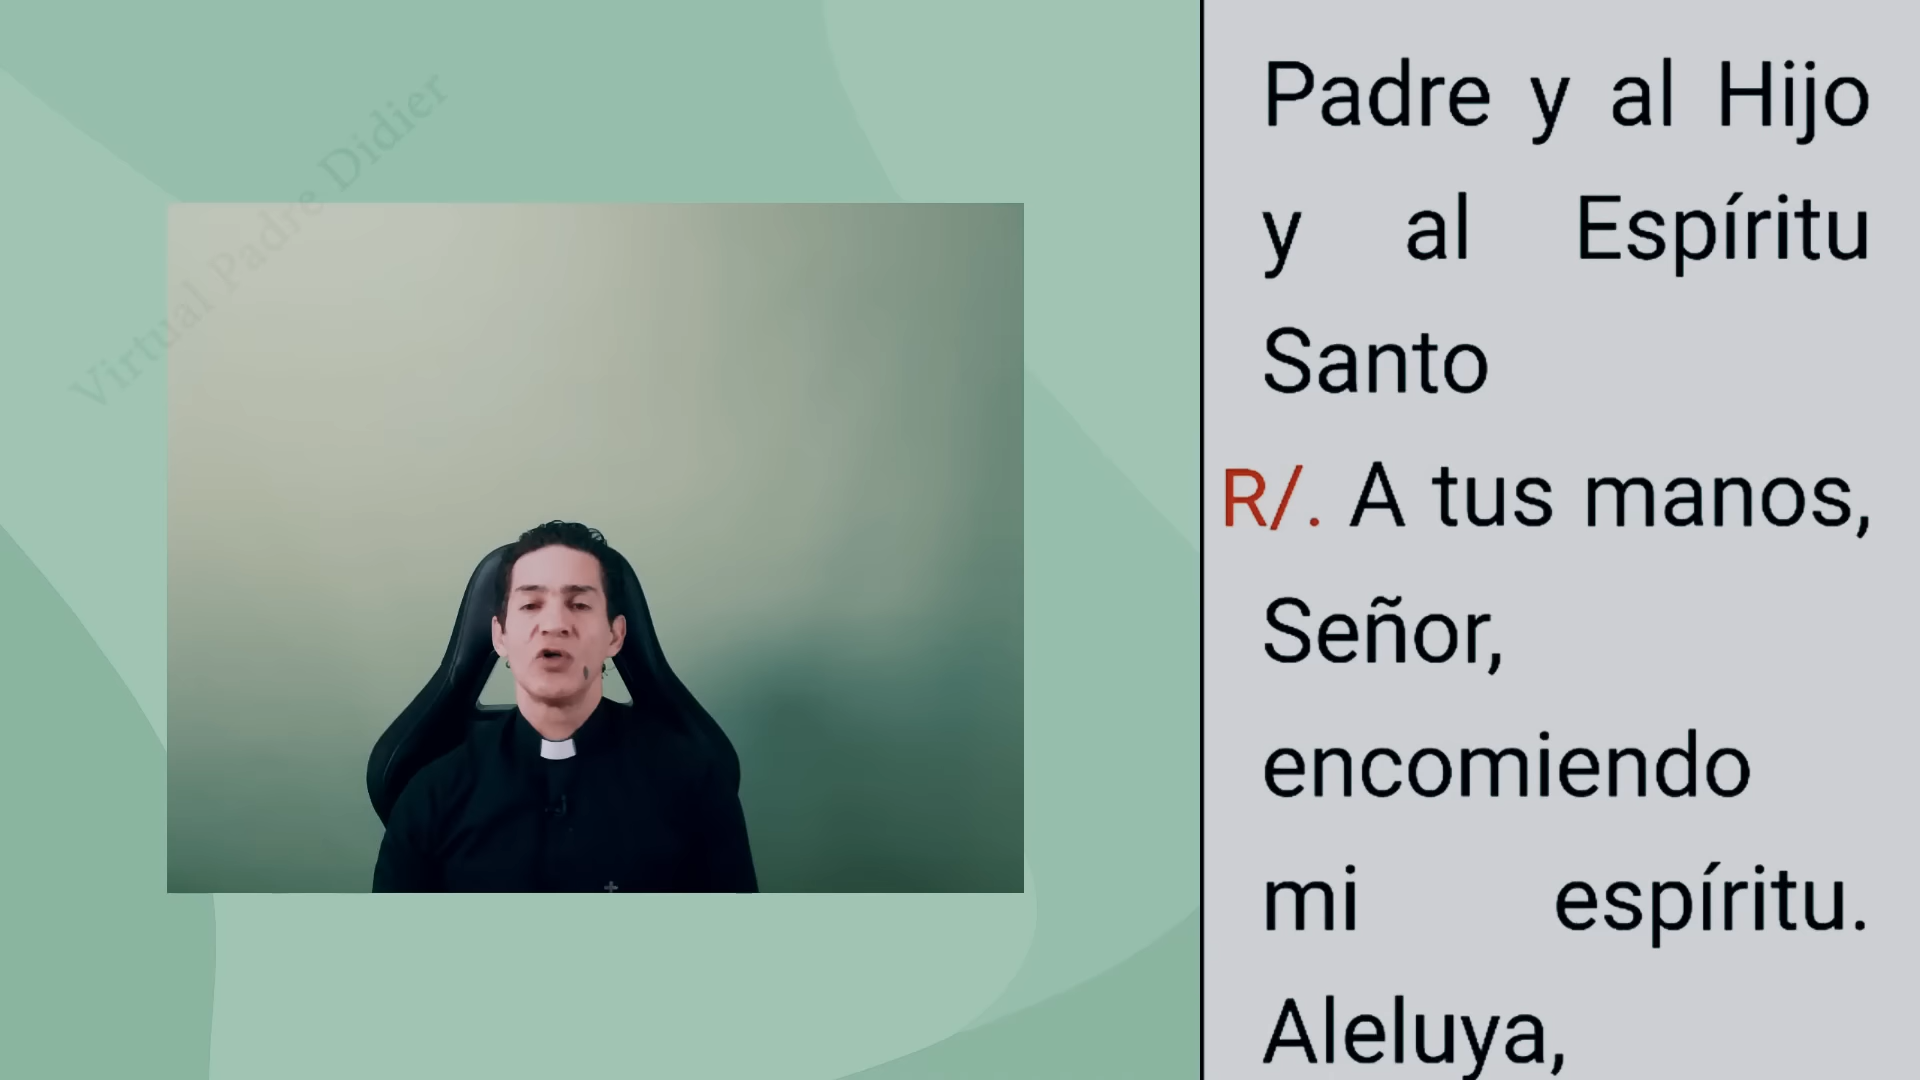 Virtual Padre Didier
Padre y al Hijo
y al Espíritu
Santo
R/. A tus manos,
Señor,
encomiendo
mi espíritu.
Aleluya,